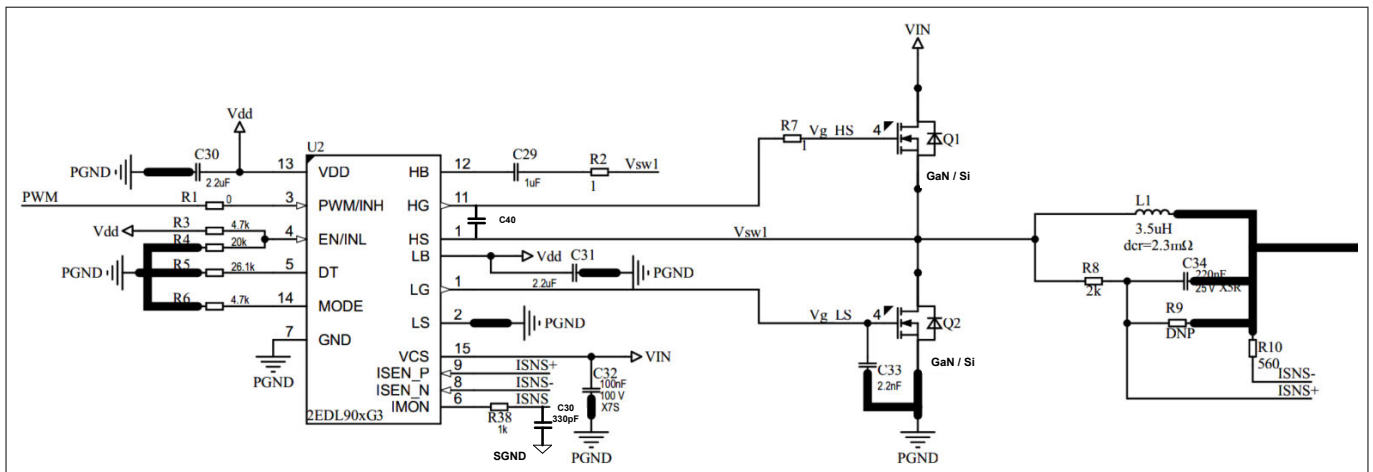 VIN
Vdd
U2
C30
2.2uF
PGND
13
VDD
HB
12
C29
1uF
R2
1
Vsw1
R7
1
Vg_HS
4
Q1
GaN / Si
PWM
R1
0
3
PWM/INH
HG
11
C40
R3
4.7k
Vdd
R4
20k
4
EN/INL
HS
1
Vsw1
L1
3.5uH
dcr=2.3mΩ
LB
Vdd
C31
2.2uF
PGND
PGND
R5
26.1k
5
DT
LG
1
R8
2k
C34
220nF
25V X5R
R6
4.7k
14
MODE
LS
2
PGND
Vg_LS
4
Q2
GaN / Si
R9
DNP
7
GND
PGND
VCS
15
VIN
C33
2.2nF
R10
560
ISEN_P
9
ISNS+
C32
100nF
100 V
X7S
ISNS-
ISEN_N
8
ISNS-
ISNS+
IMON
6
ISNS
R38
1k
C30
330pF
SGND
2EDL90xG3
PGND
PGND